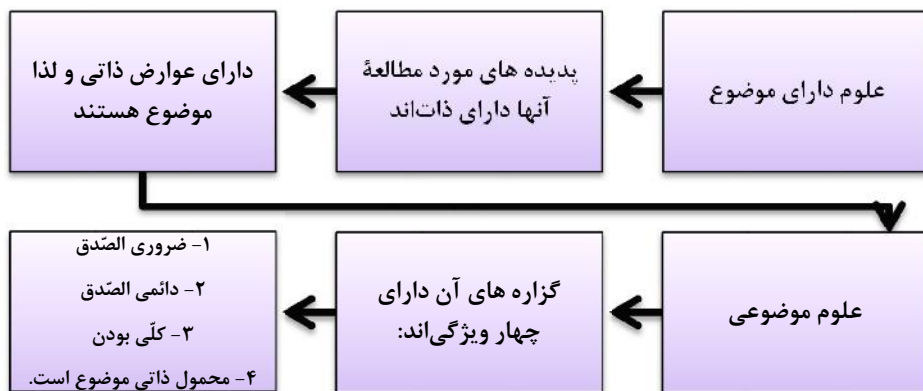 علوم دارای موضوع
پدیده های مورد مطالعهٔ
آنها دارای ذات‌اند
دارای عوارض ذاتی و لذا
موضوع هستند
علوم موضوعی
گزاره های آن دارای
چهار ویژگی‌اند:
۱- ضروری الصّدق
۲- دائمی الصّدق
۳- کلّی بودن
۴- محمول ذاتی موضوع است.